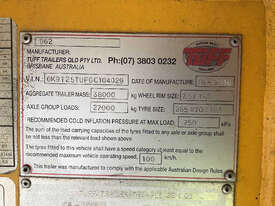 962
MANUFACTURER:
TUFF TRAILERS QLD PTY LTD. Ph:(07) 3803 0232
BRISBANE AUSTRALIA
TUFF
V.I.N. DATE OF MANUFACTURE:
AGGREGATE TRAILER MASS: 38000 kg WHEEL RIM SIZE:
AXLE GROUP LOADS: 27000 kg TYRE SIZE:
RECOMMENDED COLD INFLATION PRESSURE AT MAX LOAD: 750 kPa
The sum of the load carrying capacities of the tyres fitted to any axle or axle group shall
not be less than the relevant load shown above.
The tyres fitted to this vehicle shall have a speed category at least equal to the
recommended maximum vehicle operating speed. 100 km/h.
This trailer was manufactured to comply with applicable Australian Design Rules